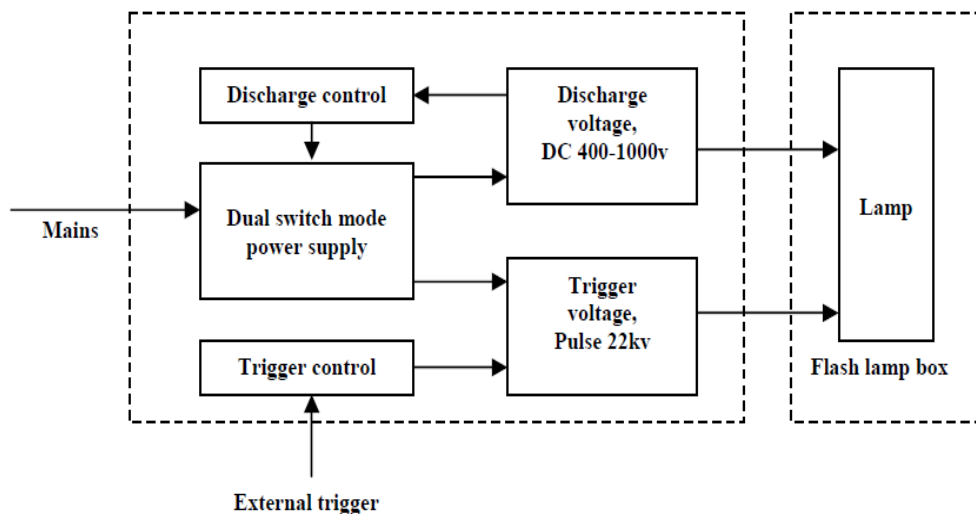 Discharge control
Discharge
voltage,
DC 400-1000v
Mains
Dual switch mode
power supply
Lamp
Trigger
voltage,
Pulse 22kv
Trigger control
Flash lamp box
External trigger